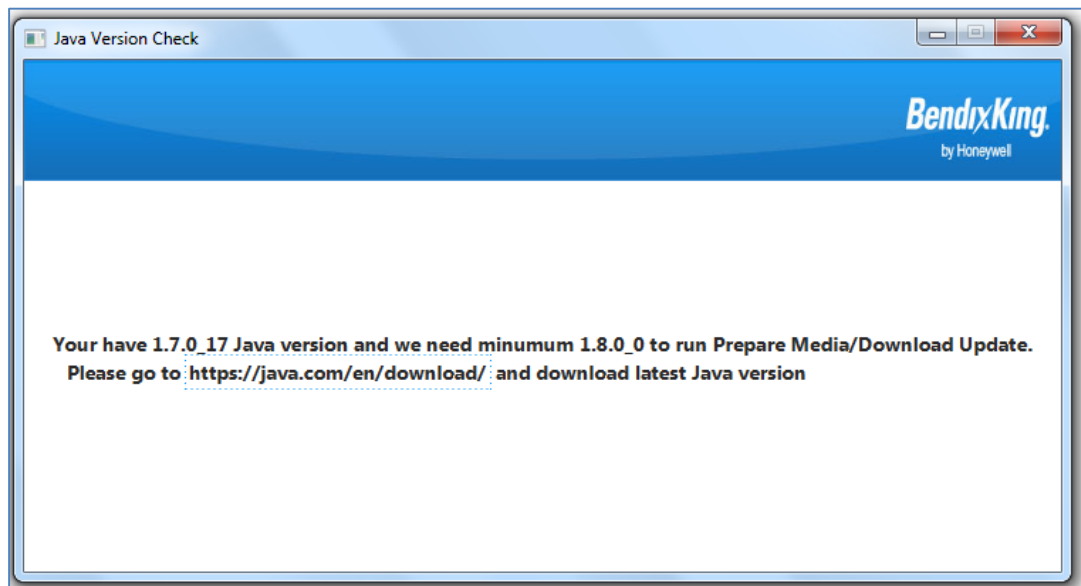 Java Version Check
BendixKing.
by Honeywell
Your have 1.7.0_17 Java version and we need minumum 1.8.0_0 to run Prepare Media/Download Update.
Please go to https://java.com/en/download/ and download latest Java version